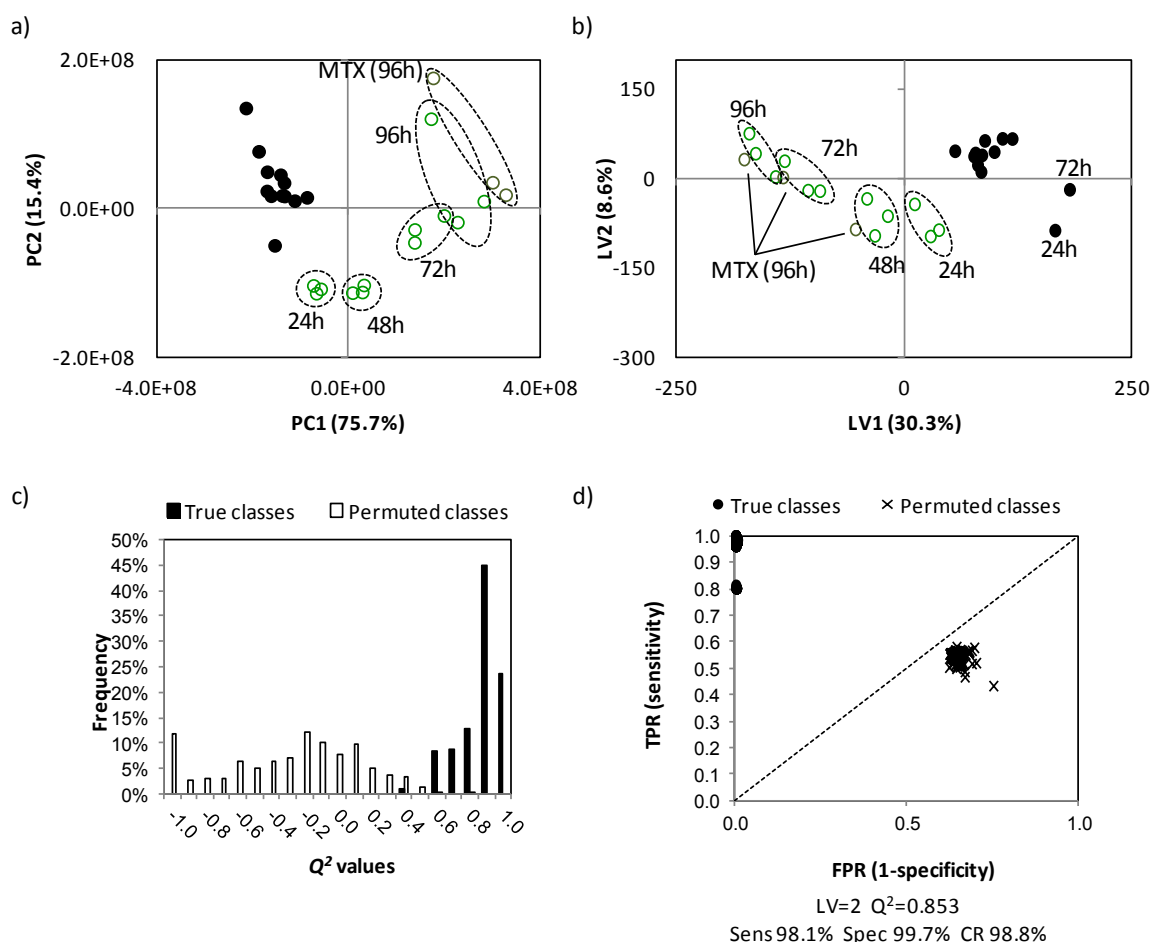 a)
2.0E+08
0.0E+00
-2.0E+08
-4.0E+08
0.0E+00
4.0E+08
PC2 (15.4%)
PC1 (75.7%)
MTX (96h)
96h
72h
24h
48h
b)
150
0
-150
-300
-250
0
250
LV2 (8.6%)
LV1 (30.3%)
96h
72h
72h
MTX (96h)
48h
24h
24h
c)
True classes
Permuted classes
50%
45%
40%
35%
30%
25%
20%
15%
10%
5%
0%
Frequency
-1.0
-0.8
-0.6
-0.4
-0.2
0.0
0.2
0.4
0.6
0.8
1.0
Q² values
d)
True classes
Permuted classes
1.0
0.9
0.8
0.7
0.6
0.5
0.4
0.3
0.2
0.1
0.0
TPR (sensitivity)
0.0
0.5
1.0
FPR (1-specificity)
LV=2 Q²=0.853
Sens 98.1% Spec 99.7% CR 98.8%